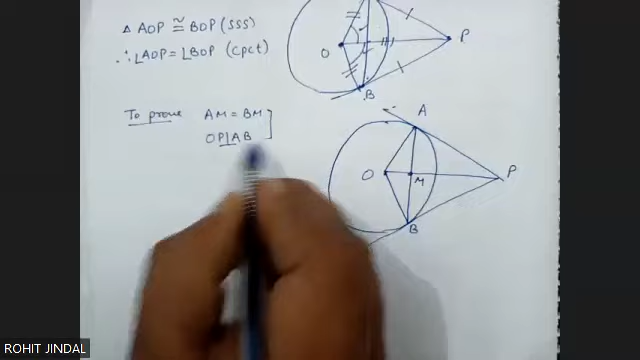 △ AOP ≅ BOP (SSS)
∴ ∠AOP = ∠BOP (cpct)
O
P
B
To prove AM = BM
OP⊥AB
A
O
M
P
B
ROHIT JINDAL